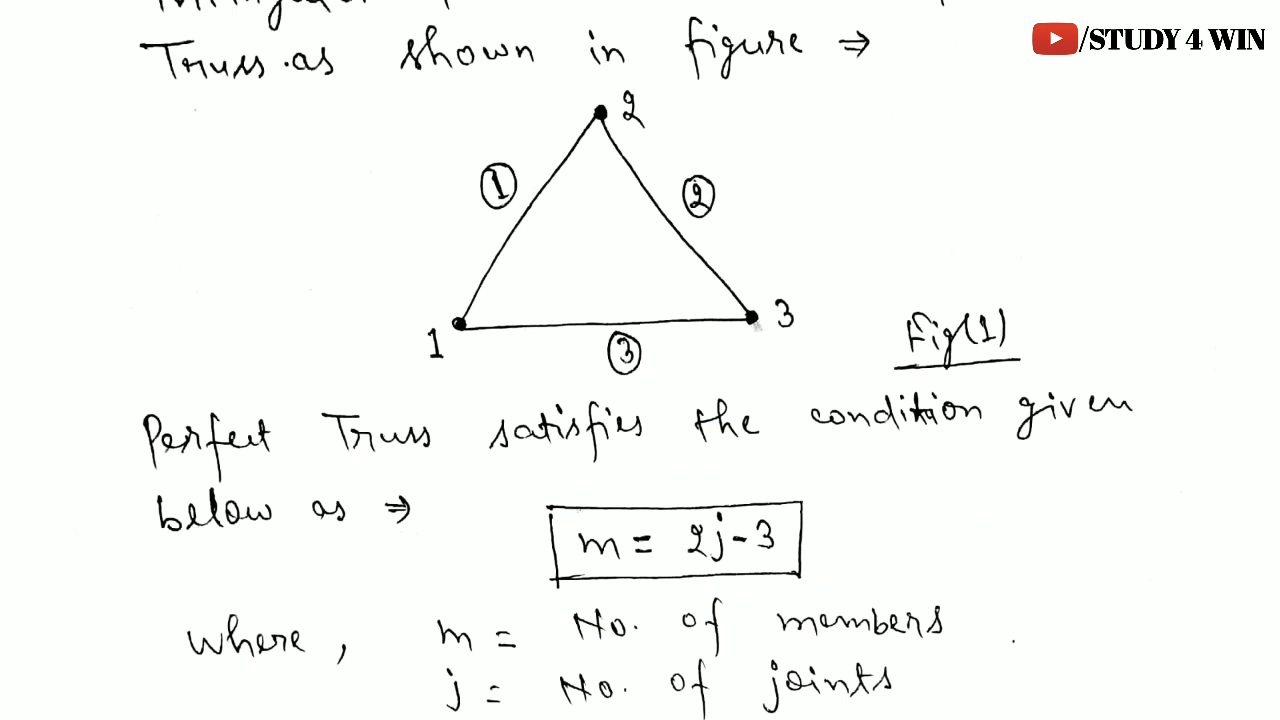 /STUDY 4 WIN
Truss.as shown in figure ⇒
2
① ②
1 3
③
Fig(1)
Perfect Truss satisfies the condition given
below as ⇒
m = 2j-3
where, m = No. of members
j = No. of joints